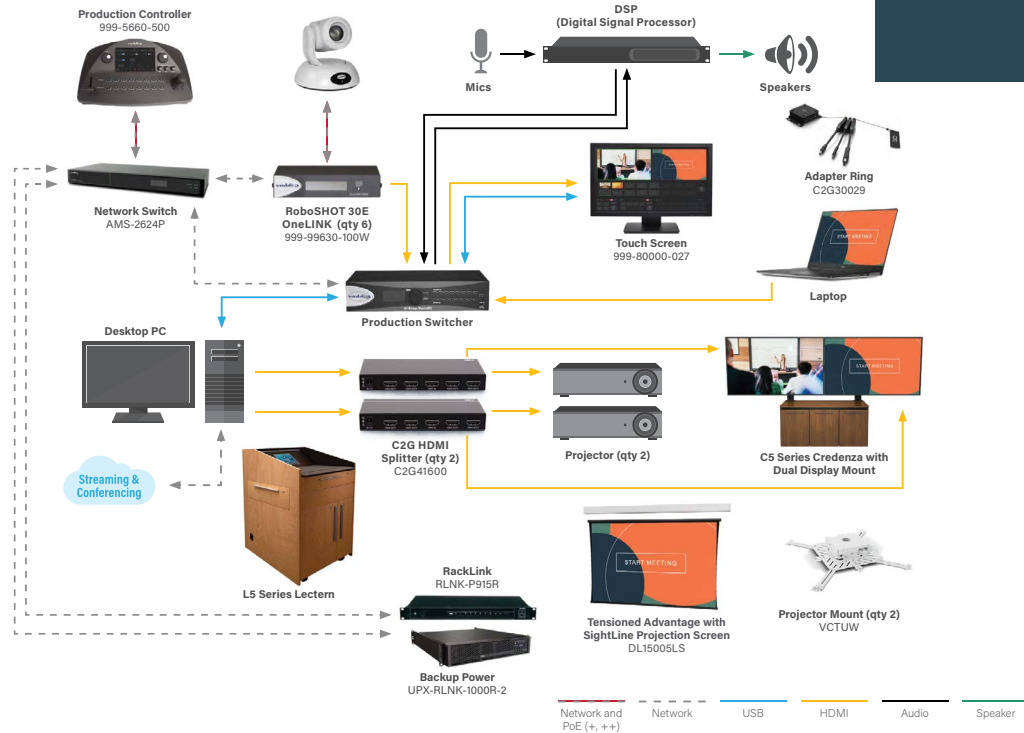 Production Controller
999-5660-500
DSP
(Digital Signal Processor)
Mics
Speakers
Adapter Ring
C2G30029
Network Switch
AMS-2624P
RoboSHOT 30E
OneLINK (qty 6)
999-99630-100W
Touch Screen
999-80000-027
START MEETING
Laptop
Production Switcher
Desktop PC
START MEETING
C2G HDMI
Splitter (qty 2)
C2G41600
Projector (qty 2)
C5 Series Credenza with
Dual Display Mount
Streaming &
Conferencing
L5 Series Lectern
START MEETING
RackLink
RLNK-P915R
Tensioned Advantage with
SightLine Projection Screen
DL15005LS
Projector Mount (qty 2)
VCTUW
Backup Power
UPX-RLNK-1000R-2
Network and
PoE (+, ++)
Network
USB
HDMI
Audio
Speaker